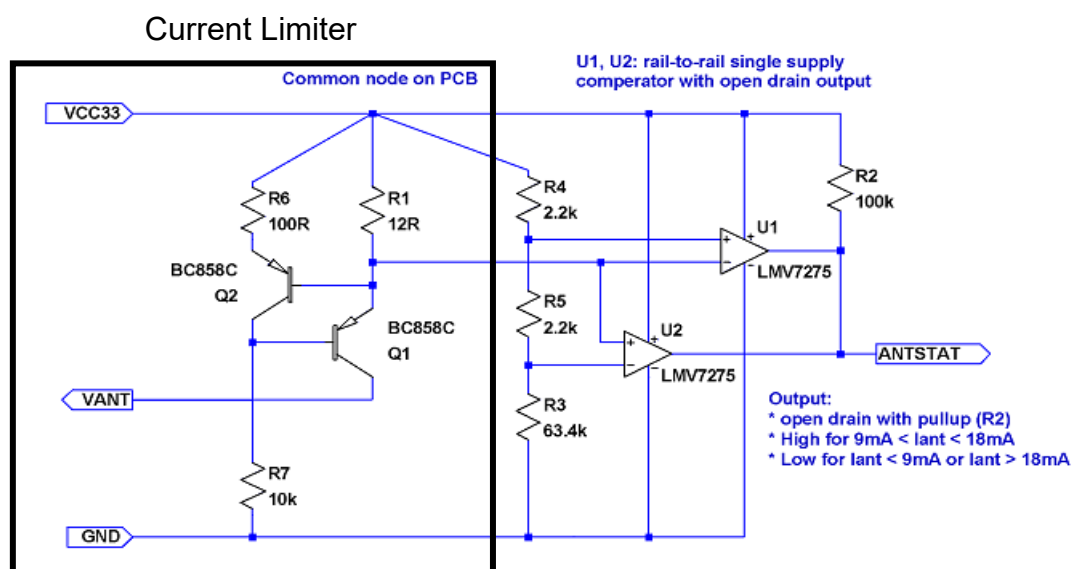 Current Limiter
U1, U2: rail-to-rail single supply
comperator with open drain output
Common node on PCB
VCC33
R6
100R
R1
12R
R4
2.2k
R2
100k
U1
+
-
+
-
LMV7275
BC858C
Q2
R5
2.2k
BC858C
Q1
U2
+
-
+
-
LMV7275
ANTSTAT
VANT
R3
63.4k
Output:
* open drain with pullup (R2)
* High for 9mA < Iant < 18mA
* Low for Iant < 9mA or Iant > 18mA
R7
10k
GND